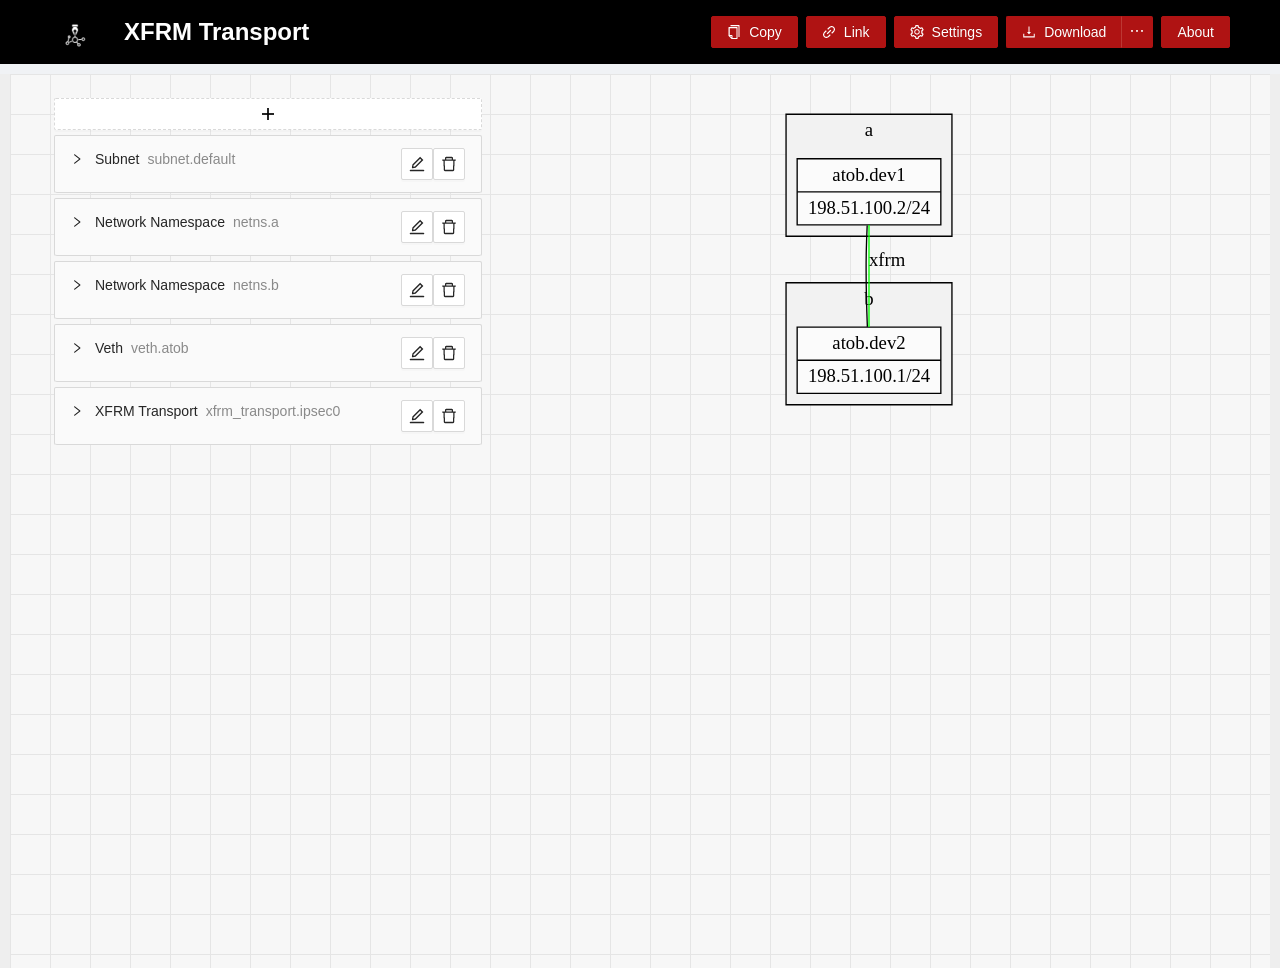 XFRM Transport
Copy
Link
Settings
Download
···
About
+
Subnet subnet.default
Network Namespace netns.a
Network Namespace netns.b
Veth veth.atob
XFRM Transport xfrm_transport.ipsec0
a
atob.dev1
198.51.100.2/24
xfrm
b
atob.dev2
198.51.100.1/24